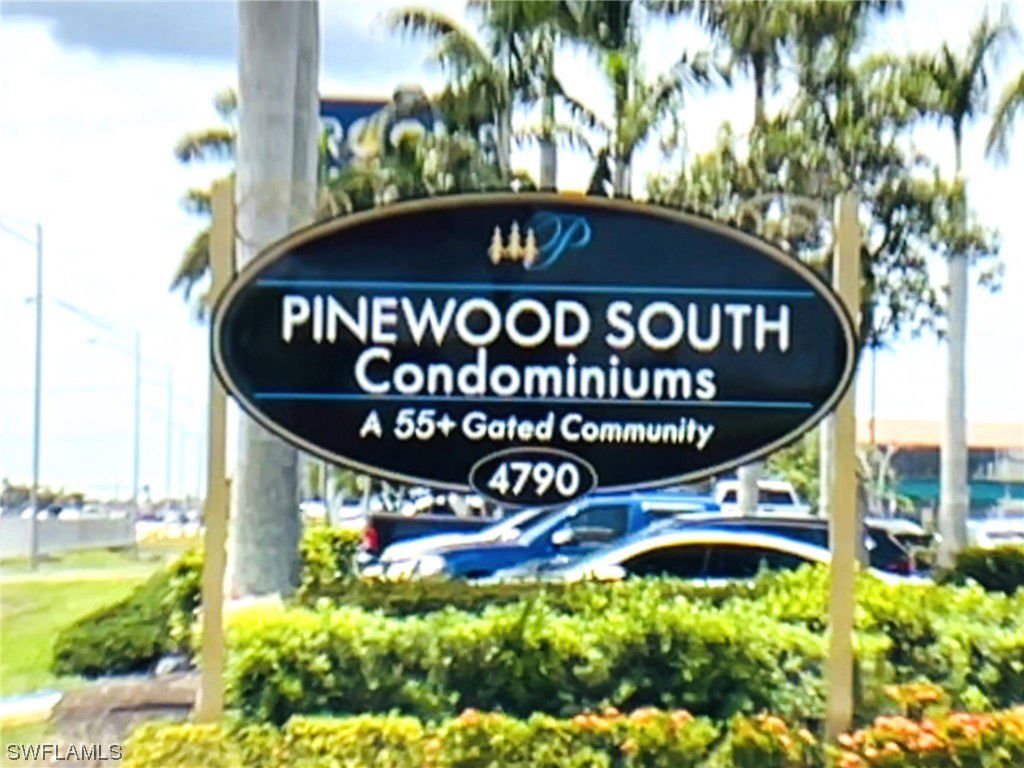 P
PINEWOOD SOUTH
Condominiums
A 55+ Gated Community
4790
SWFLAMLS